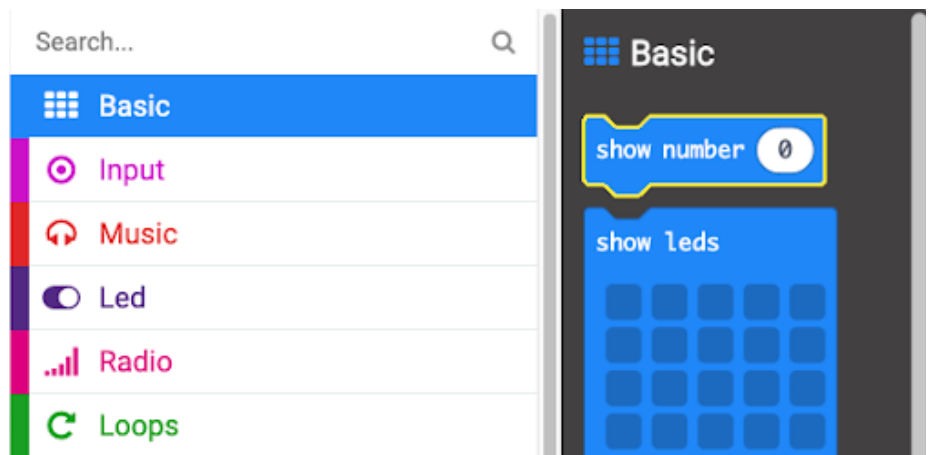 Search...
Basic
Input
Music
Led
Radio
Loops
Basic
show number 0
show leds